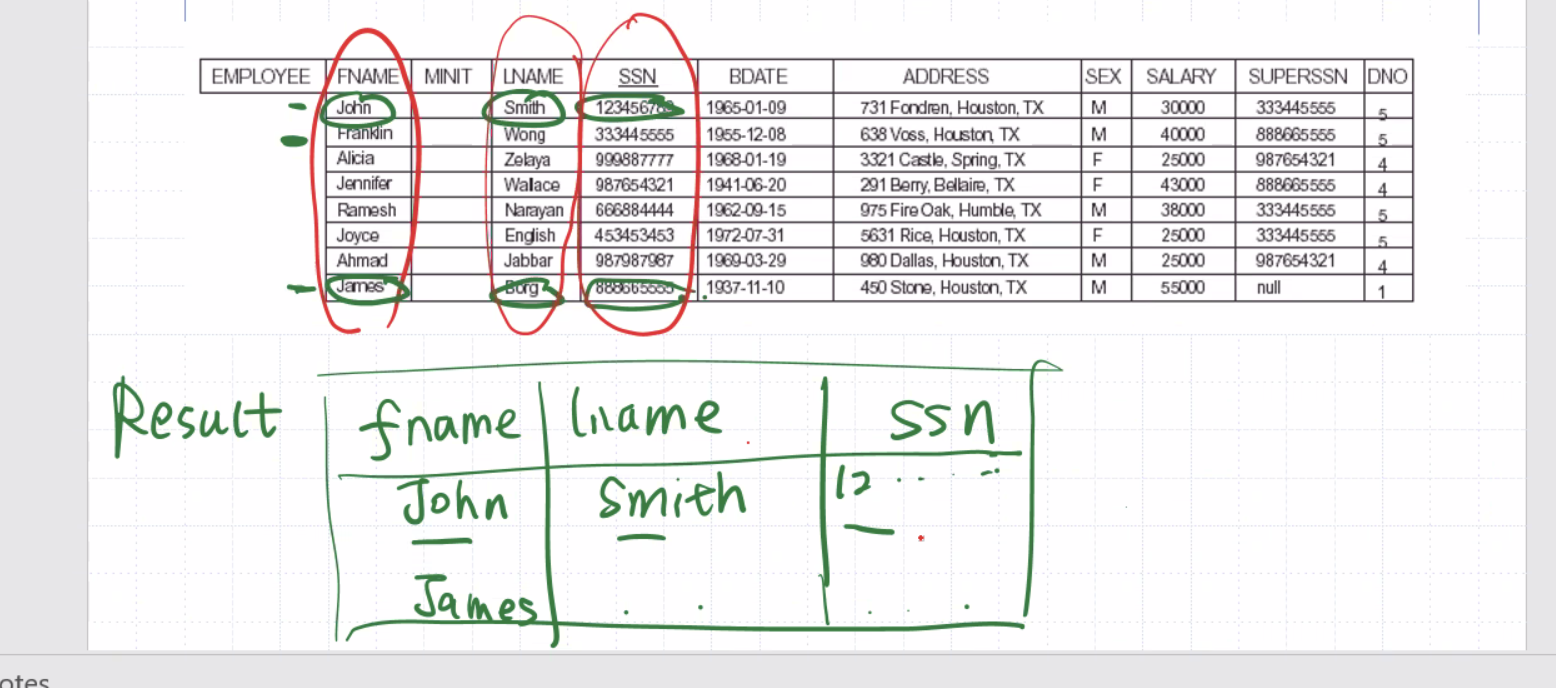 EMPLOYEE FNAME MINIT LNAME SSN BDATE ADDRESS SEX SALARY SUPERSSN DNO
John Smith 123456789 1965-01-09 731 Fondren, Houston, TX M 30000 333445555 5
Franklin Wong 333445555 1955-12-08 638 Voss, Houston, TX M 40000 888665555 5
Alicia Zelaya 999887777 1968-01-19 3321 Castle, Spring, TX F 25000 987654321 4
Jennifer Wallace 987654321 1941-06-20 291 Berry, Bellaire, TX F 43000 888665555 4
Ramesh Narayan 666884444 1962-09-15 975 Fire Oak, Humble, TX M 38000 333445555 5
Joyce English 453453453 1972-07-31 5631 Rice, Houston, TX F 25000 333445555 5
Ahmad Jabbar 987987987 1969-03-29 980 Dallas, Houston, TX M 25000 987654321 4
James Borg 888665555 1937-11-10 450 Stone, Houston, TX M 55000 null 1
Result fname lname ssn
John Smith 12
James
otes